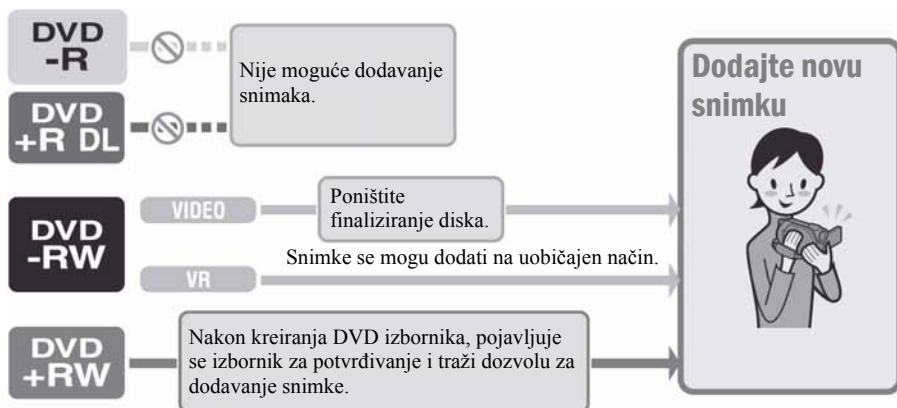 DVD
-R
Nije moguće dodavanje
snimaka.
DVD
+R DL
Dodajte novu
snimku
DVD
-RW
VIDEO
Poništite
finaliziranje diska.
Snimke se mogu dodati na uobičajen način.
VR
DVD
+RW
Nakon kreiranja DVD izbornika, pojavljuje
se izbornik za potvrđivanje i traži dozvolu za
dodavanje snimke.